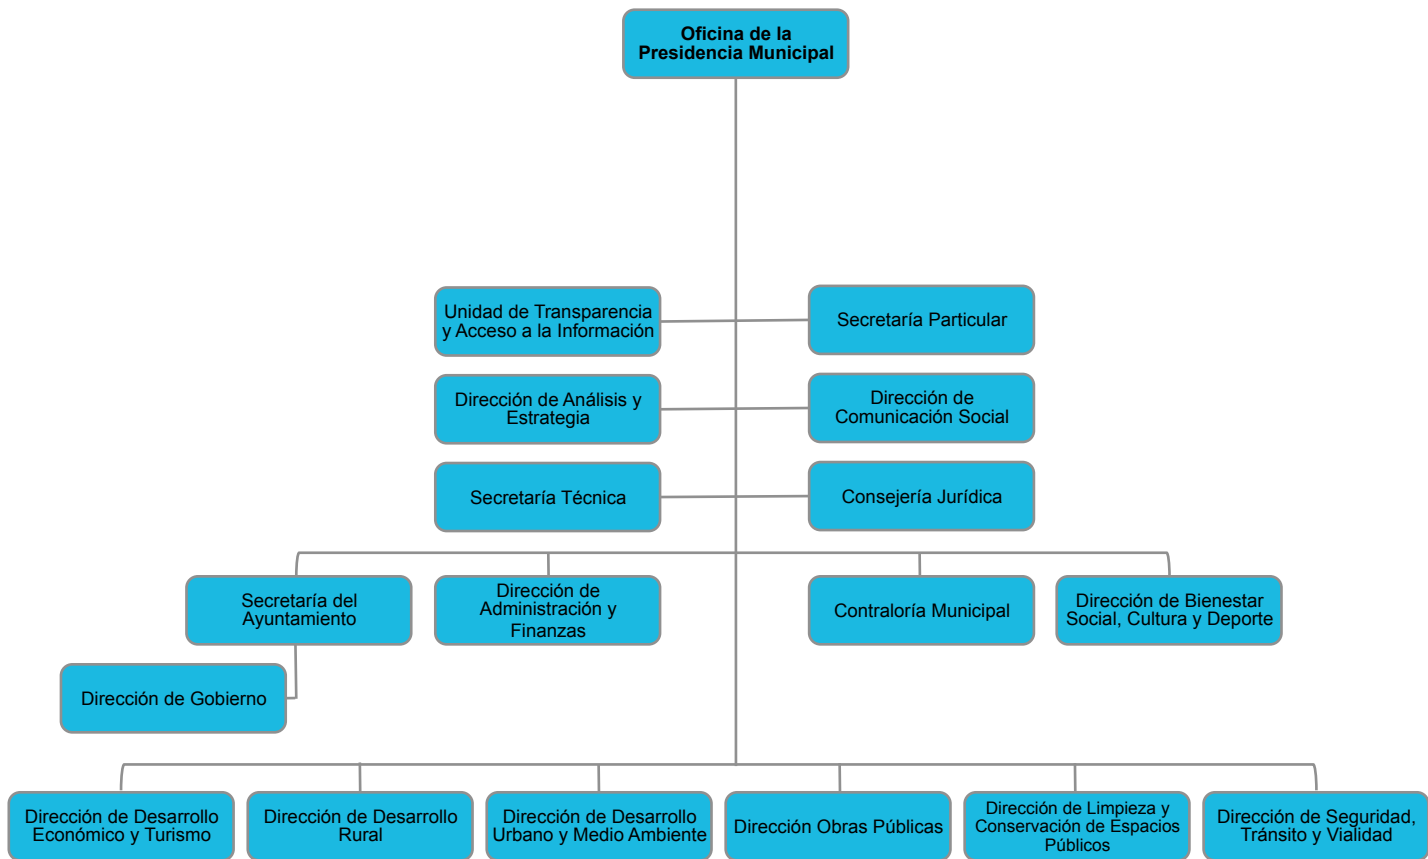 Oficina de la
Presidencia Municipal
Unidad de Transparencia
y Acceso a la Información
Secretaría Particular
Dirección de Análisis y
Estrategia
Dirección de
Comunicación Social
Secretaría Técnica
Consejería Jurídica
Secretaría del
Ayuntamiento
Dirección de
Administración y
Finanzas
Contraloría Municipal
Dirección de Bienestar
Social, Cultura y Deporte
Dirección de Gobierno
Dirección de Desarrollo
Económico y Turismo
Dirección de Desarrollo
Rural
Dirección de Desarrollo
Urbano y Medio Ambiente
Dirección Obras Públicas
Dirección de Limpieza y
Conservación de Espacios
Públicos
Dirección de Seguridad,
Tránsito y Vialidad